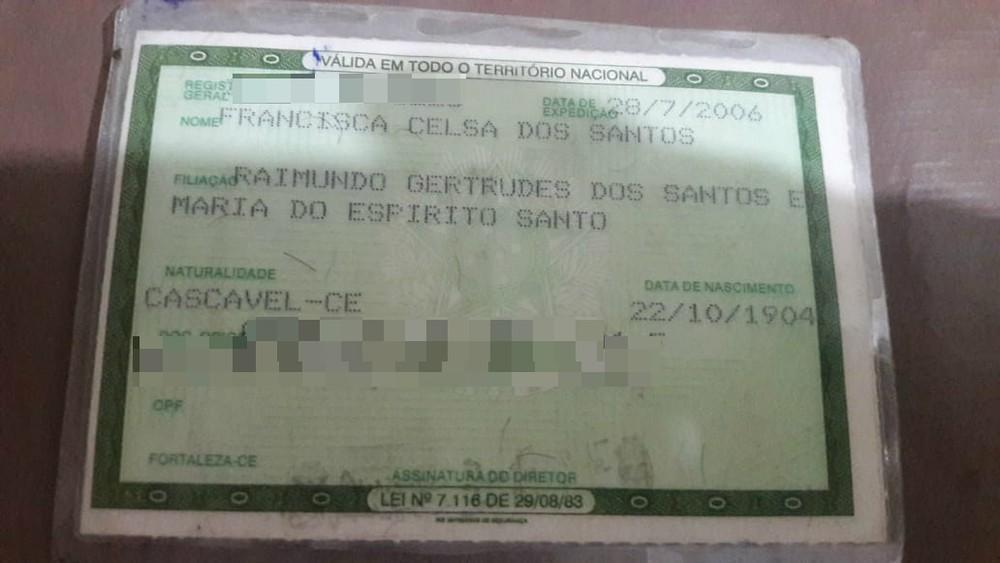 VÁLIDA EM TODO O TERRITÓRIO NACIONAL
REGIST
GERAL
DATA DE EXPEDIÇÃO 28/7/2006
NOME FRANCISCA CELSA DOS SANTOS
FILIAÇÃO RAIMUNDO GERTRUDES DOS SANTOS E
MARIA DO ESPIRITO SANTO
NATURALIDADE
DATA DE NASCIMENTO
CASCAVEL-CE
22/10/1904
CPF
FORTALEZA-CE
ASSINATURA DO DIRETOR
LEI Nº 7.116 DE 29/08/83